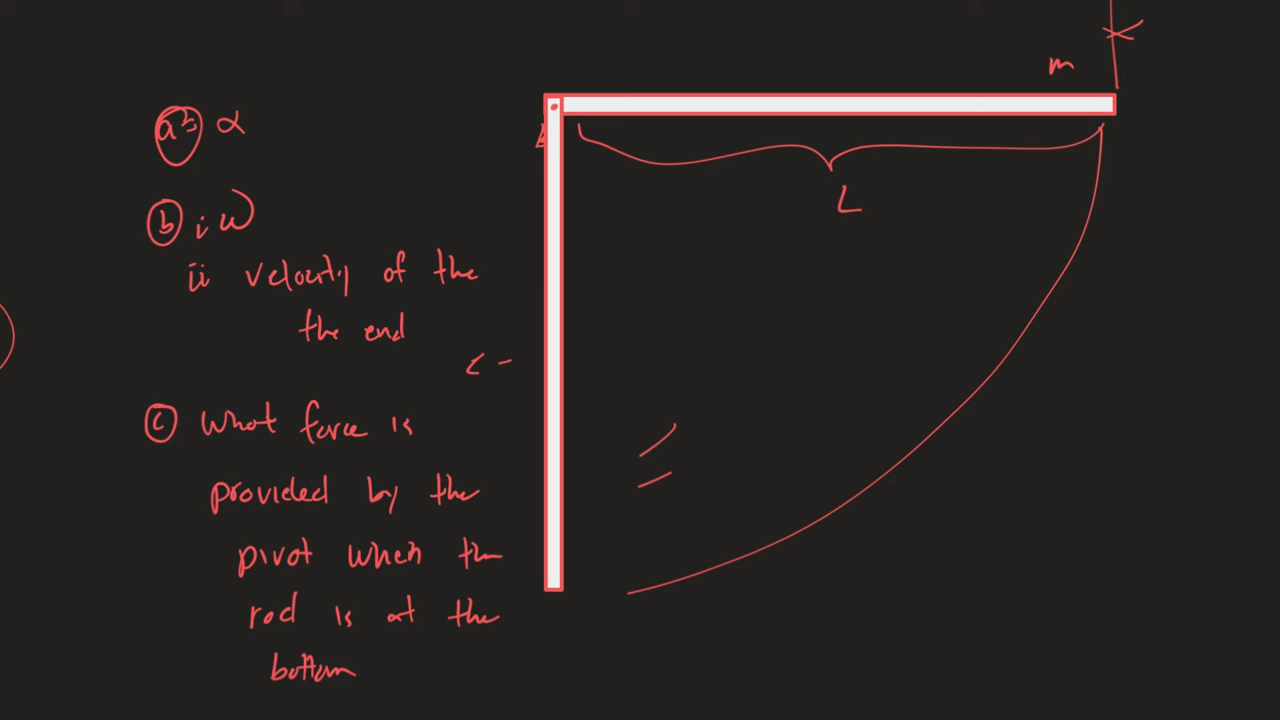 m
a α
L
b i ω
ii velocity of the
the end
c What force is
provided by the
pivot when the
rod is at the
bottom